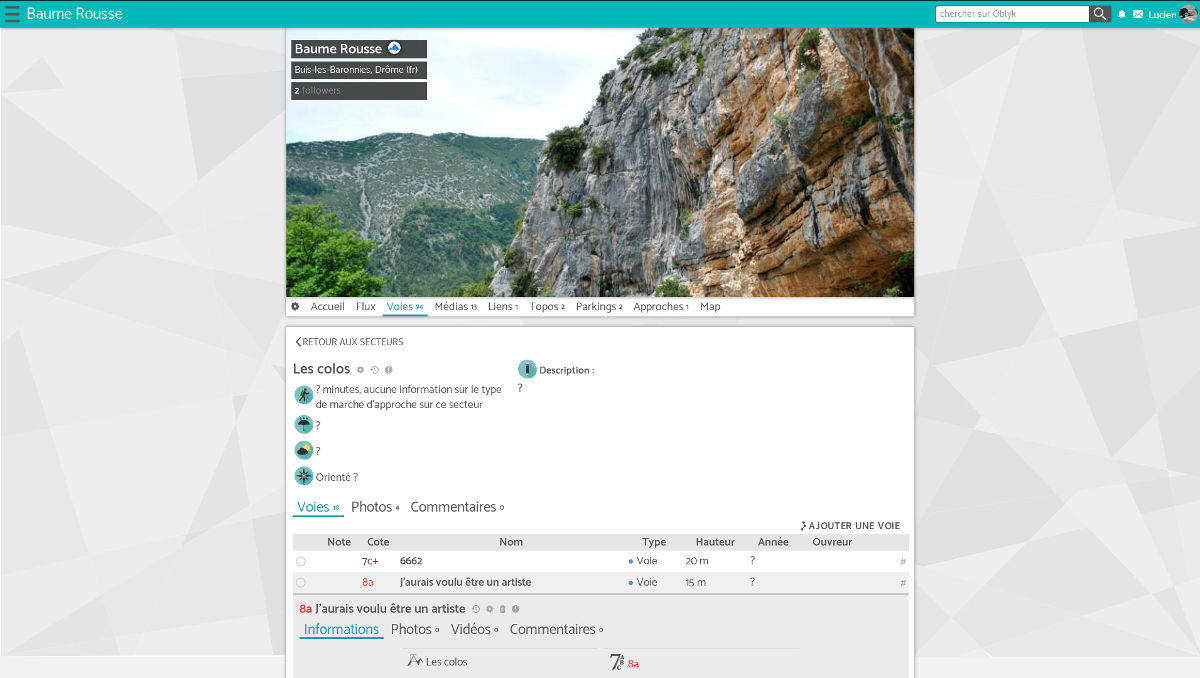 Baume Rousse
chercher sur Oblyk
Lucien
Baume Rousse
Buis-les-Baronnies, Drôme (fr)
2 followers
Accueil Flux Voies 94 Médias 13 Liens 1 Topos 2 Parkings 2 Approches 1 Map
RETOUR AUX SECTEURS
Les colos
? minutes, aucune information sur le type
de marche d'approche sur ce secteur
?
?
Orienté ?
Description :
?
Voies 10 Photos 4 Commentaires 0
AJOUTER UNE VOIE
Note Cote Nom Type Hauteur Année Ouvreur
7c+ 6662 Voie 20 m ? #
8a J'aurais voulu être un artiste Voie 15 m ? #
8a J'aurais voulu être un artiste
Informations Photos 0 Vidéos 0 Commentaires 0
Les colos 8a